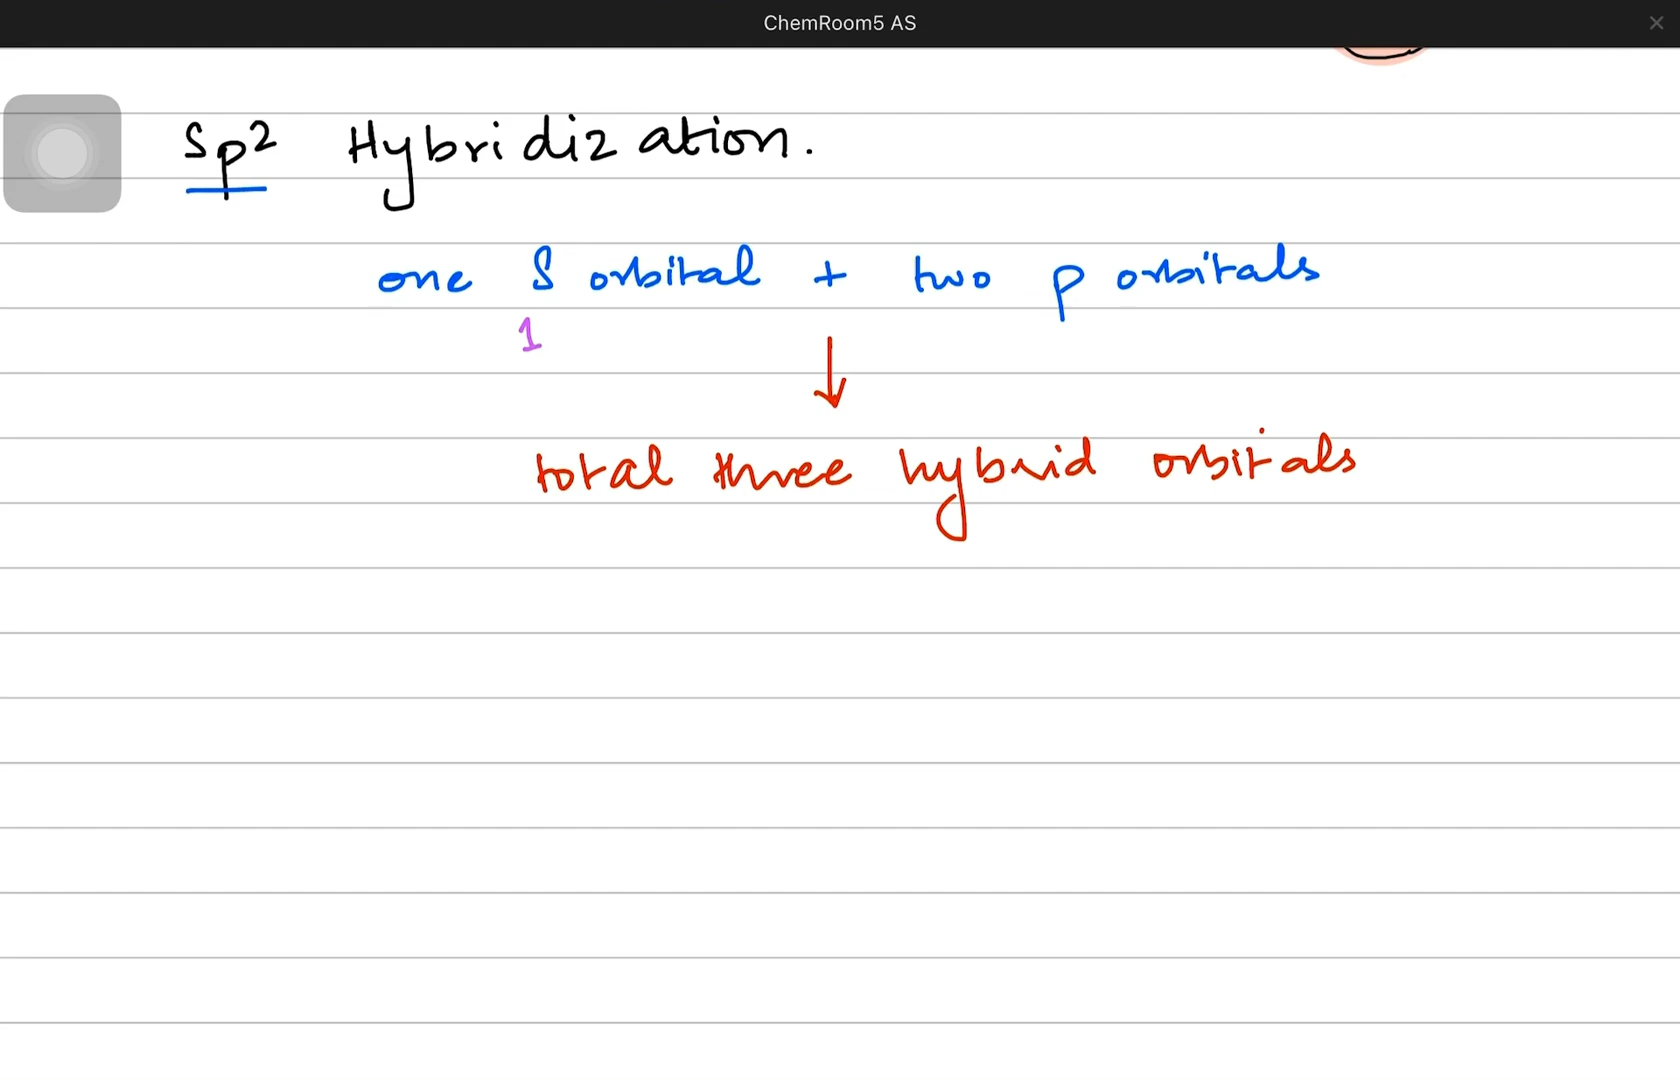 ChemRoom5 AS
Sp2 Hybridization.
one S orbital + two p orbitals
1
total three hybrid orbitals